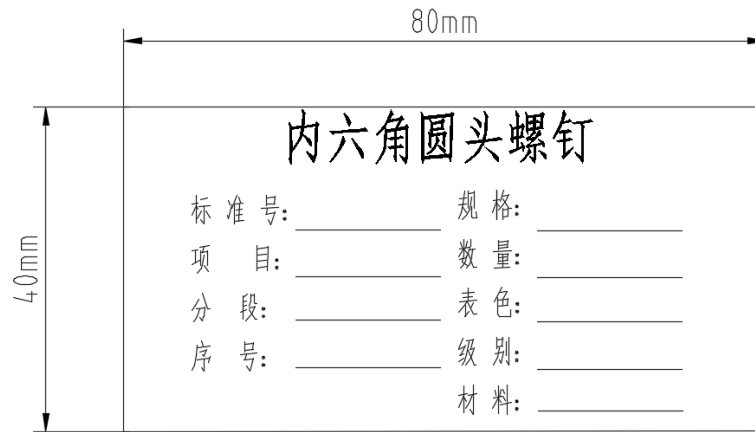 80mm
40mm
内六角圆头螺钉
标准号: 规格:
项 目: 数量:
分 段: 表色:
序 号: 级别:
材料: